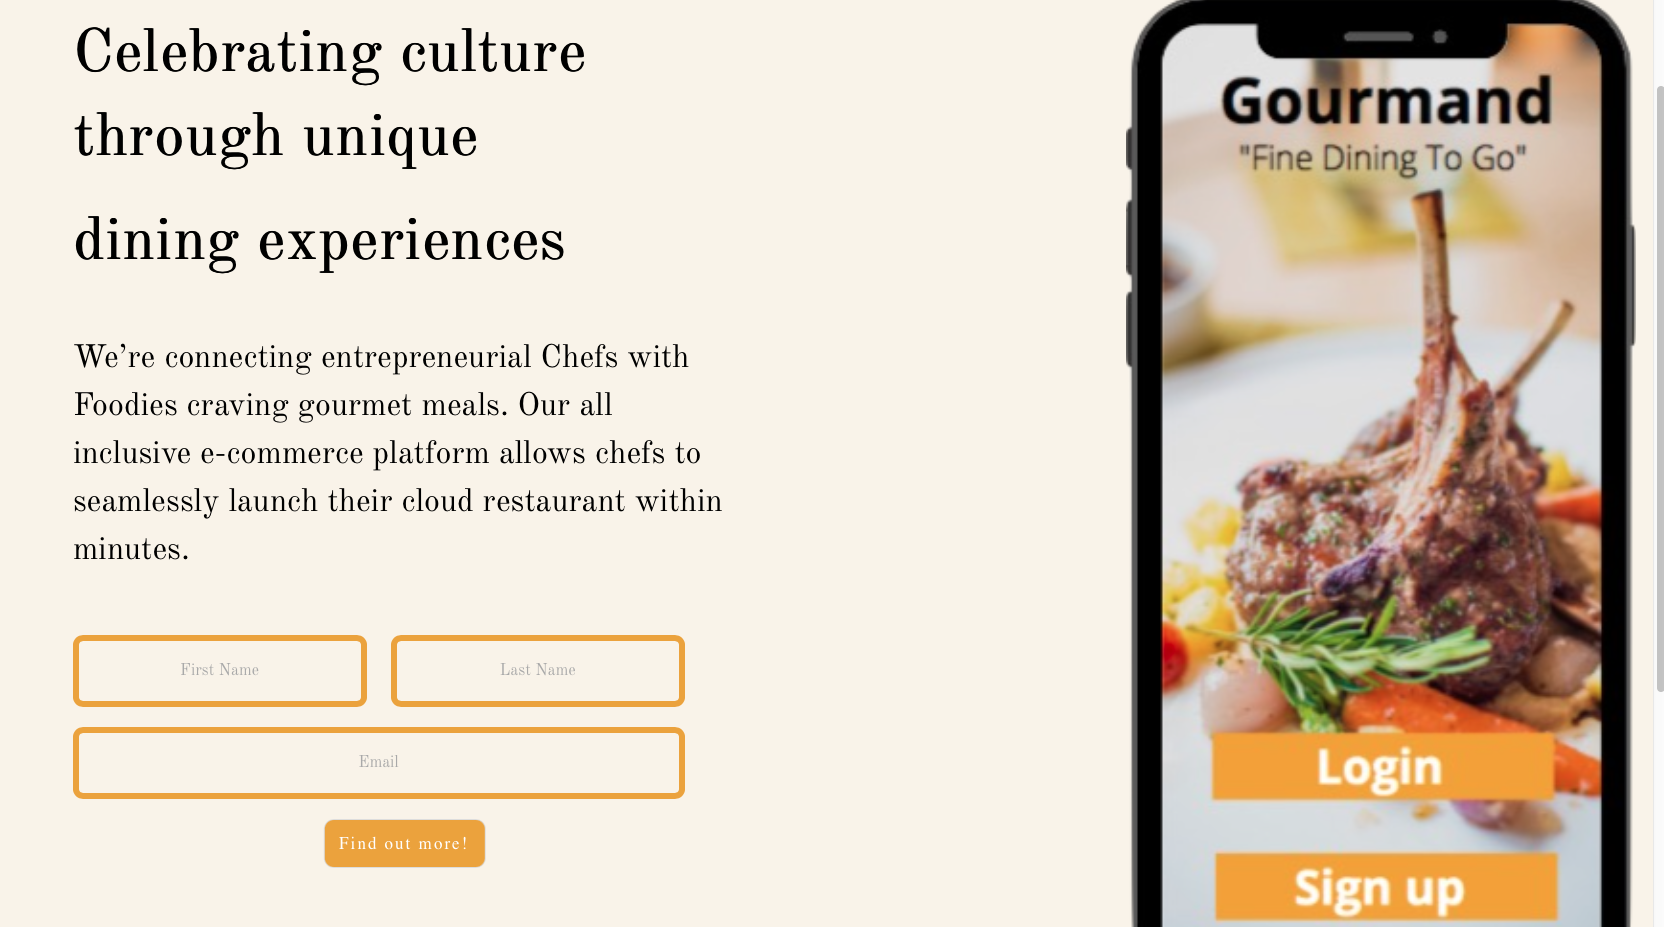 Celebrating culture
through unique
dining experiences
We’re connecting entrepreneurial Chefs with
Foodies craving gourmet meals. Our all
inclusive e-commerce platform allows chefs to
seamlessly launch their cloud restaurant within
minutes.
First Name
Last Name
Email
Find out more!
Gourmand
"Fine Dining To Go"
Login
Sign up